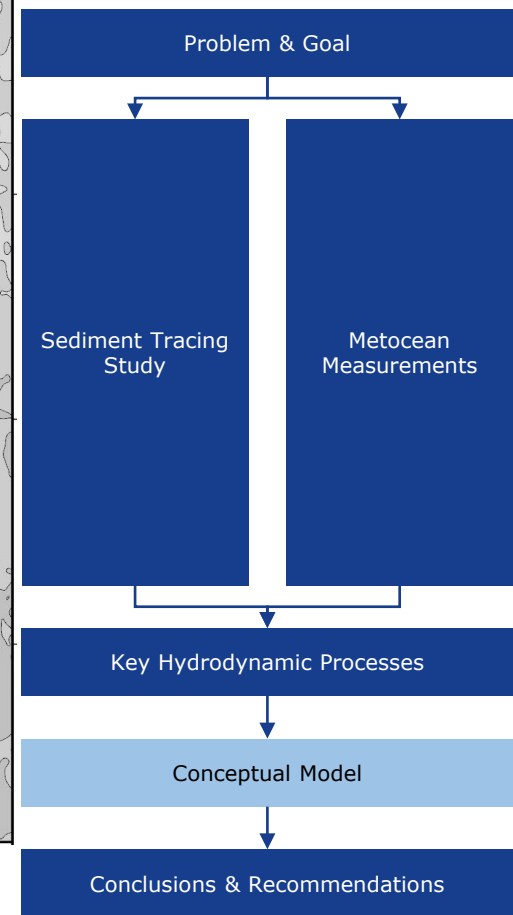 Problem & Goal
Sediment Tracing
Study
Metocean
Measurements
Key Hydrodynamic Processes
Conceptual Model
Conclusions & Recommendations